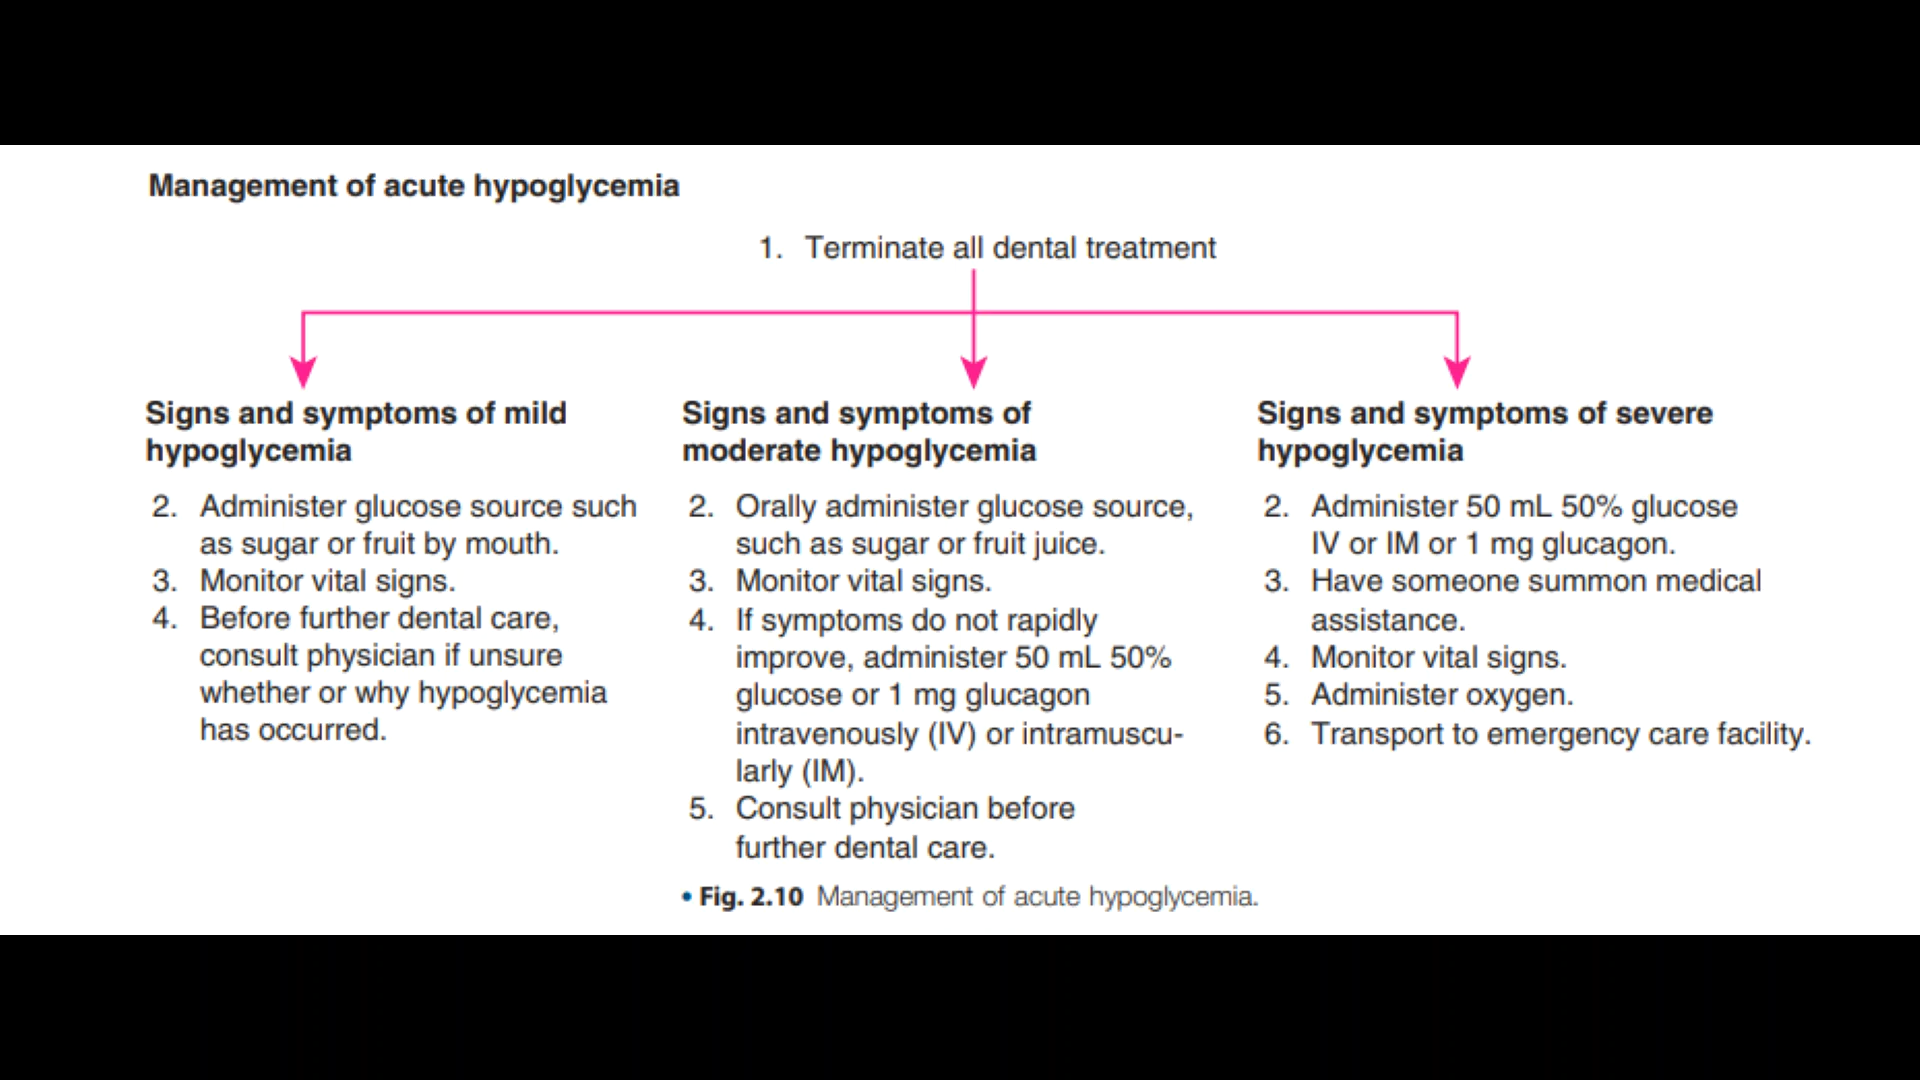 Management of acute hypoglycemia
1. Terminate all dental treatment
Signs and symptoms of mild
hypoglycemia
2. Administer glucose source such
as sugar or fruit by mouth.
3. Monitor vital signs.
4. Before further dental care,
consult physician if unsure
whether or why hypoglycemia
has occurred.
Signs and symptoms of
moderate hypoglycemia
2. Orally administer glucose source,
such as sugar or fruit juice.
3. Monitor vital signs.
4. If symptoms do not rapidly
improve, administer 50 mL 50%
glucose or 1 mg glucagon
intravenously (IV) or intramuscu-
larly (IM).
5. Consult physician before
further dental care.
Signs and symptoms of severe
hypoglycemia
2. Administer 50 mL 50% glucose
IV or IM or 1 mg glucagon.
3. Have someone summon medical
assistance.
4. Monitor vital signs.
5. Administer oxygen.
6. Transport to emergency care facility.
• Fig. 2.10 Management of acute hypoglycemia.